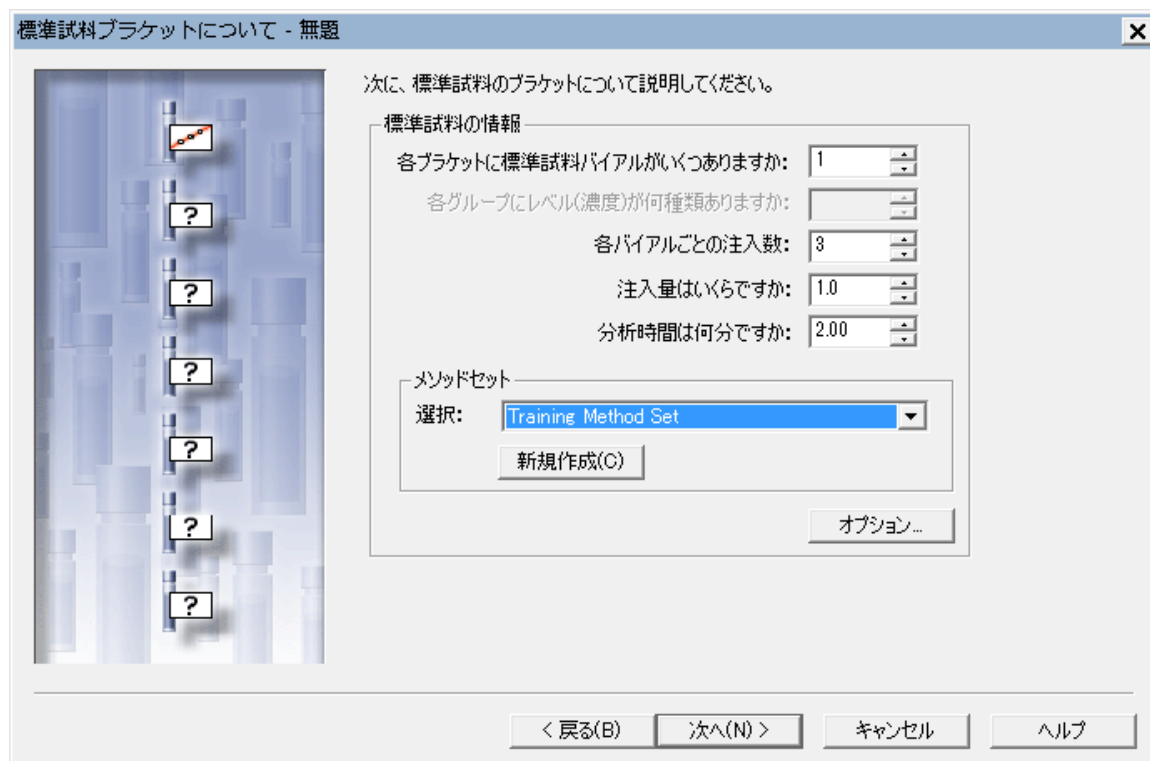 標準試料ブラケットについて - 無題
次に、標準試料のブラケットについて説明してください。
標準試料の情報
各ブラケットに標準試料バイアルがいくつありますか: 1
各グループにレベル(濃度)が何種類ありますか:
各バイアルごとの注入数: 3
注入量はいくらですか: 1.0
分析時間は何分ですか: 2.00
メソッドセット
選択: Training Method Set
新規作成(C)
オプション...
?
?
?
?
?
?
< 戻る(B) 次へ(N) > キャンセル ヘルプ